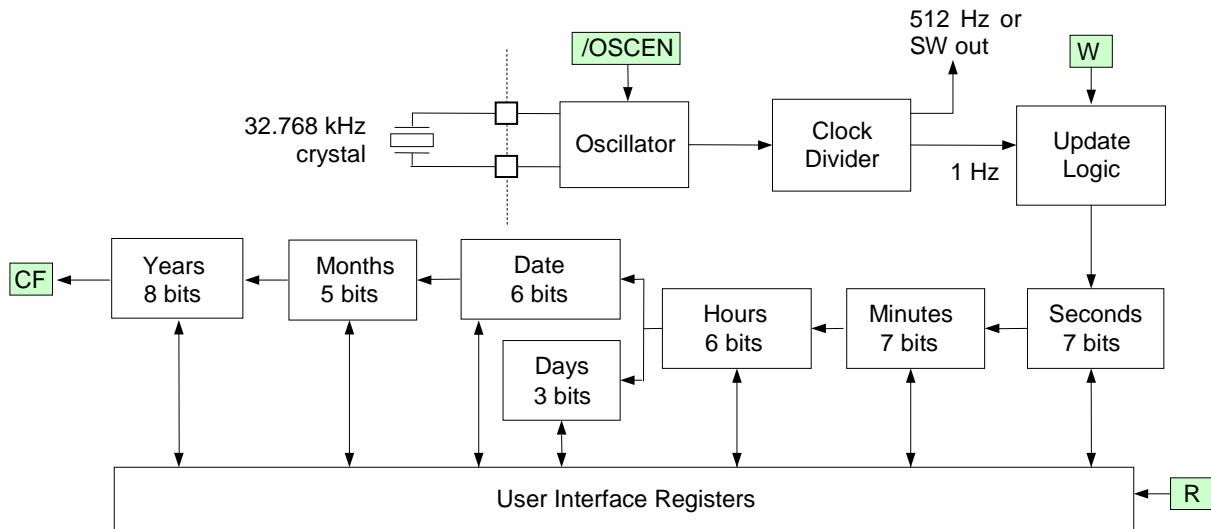 512 Hz or
SW out
/OSCEN
W
32.768 kHz
crystal
Oscillator
Clock
Divider
1 Hz
Update
Logic
CF
Years
8 bits
Months
5 bits
Date
6 bits
Days
3 bits
Hours
6 bits
Minutes
7 bits
Seconds
7 bits
User Interface Registers
R